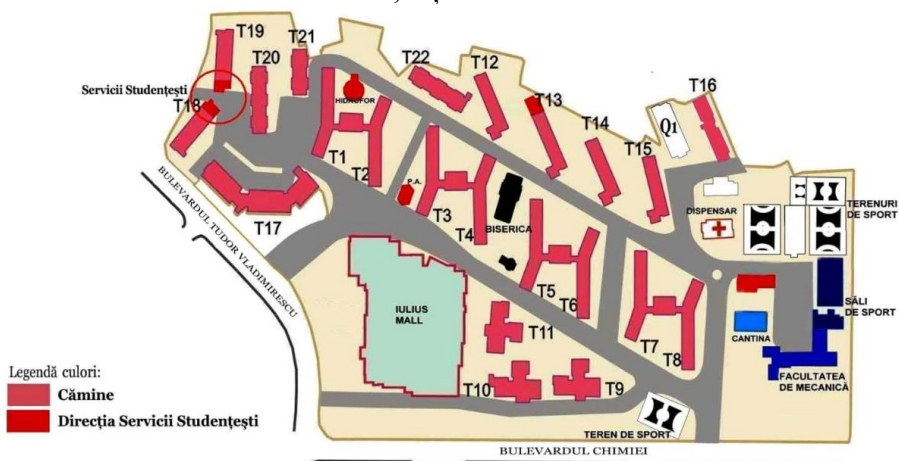 T19
T21
T20
T22
T12
T16
Servicii Studențești
HIDROFOR
T18
T13
Q1
T14
T15
T1
T2
P.A.
T3
T4
BISERICA
DISPENSAR
TERENURI
DE SPORT
T17
BULEVARDUL TUDOR VLADIMIRESCU
T5
T6
IULIUS
MALL
T11
T7
T8
CANTINA
SĂLI
DE SPORT
FACULTATEA
DE MECANICĂ
T10
T9
TEREN DE SPORT
BULEVARDUL CHIMIEI
Legendă culori:
Cămine
Direcția Servicii Studențești